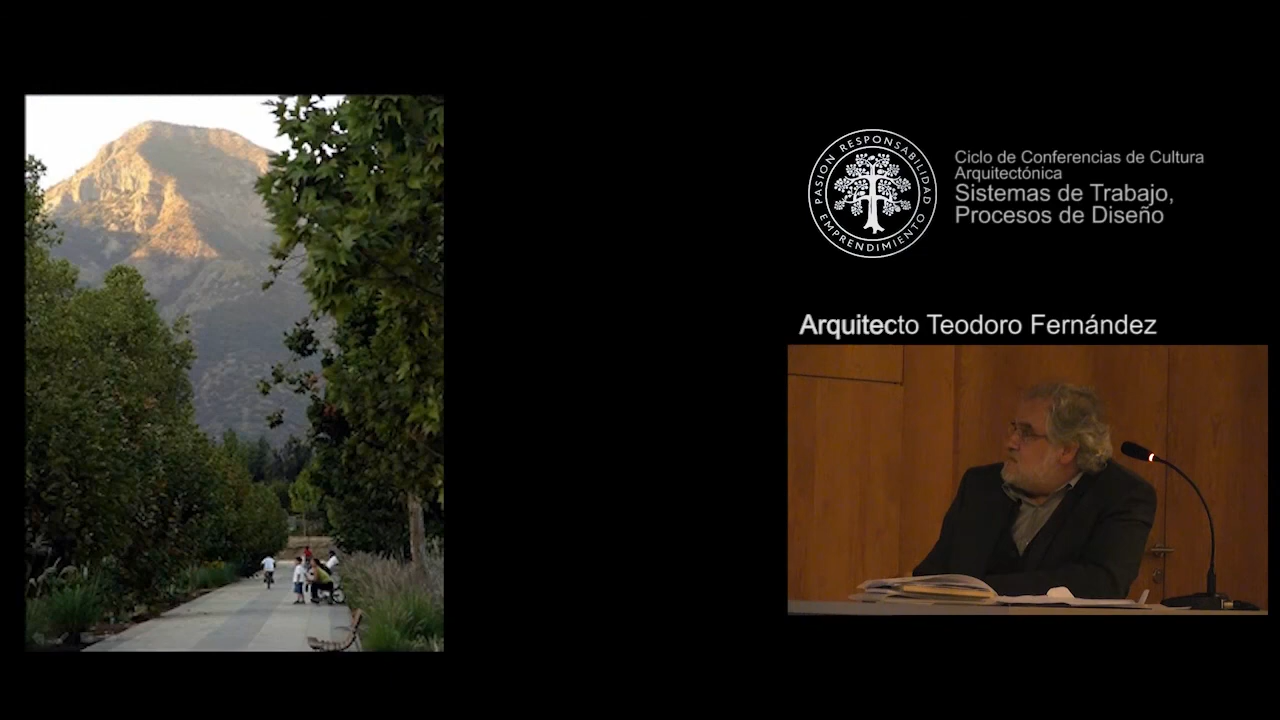 PASION RESPONSABILIDAD
EMPRENDIMIENTO
Ciclo de Conferencias de Cultura
Arquitectónica
Sistemas de Trabajo,
Procesos de Diseño
Arquitecto Teodoro Fernández